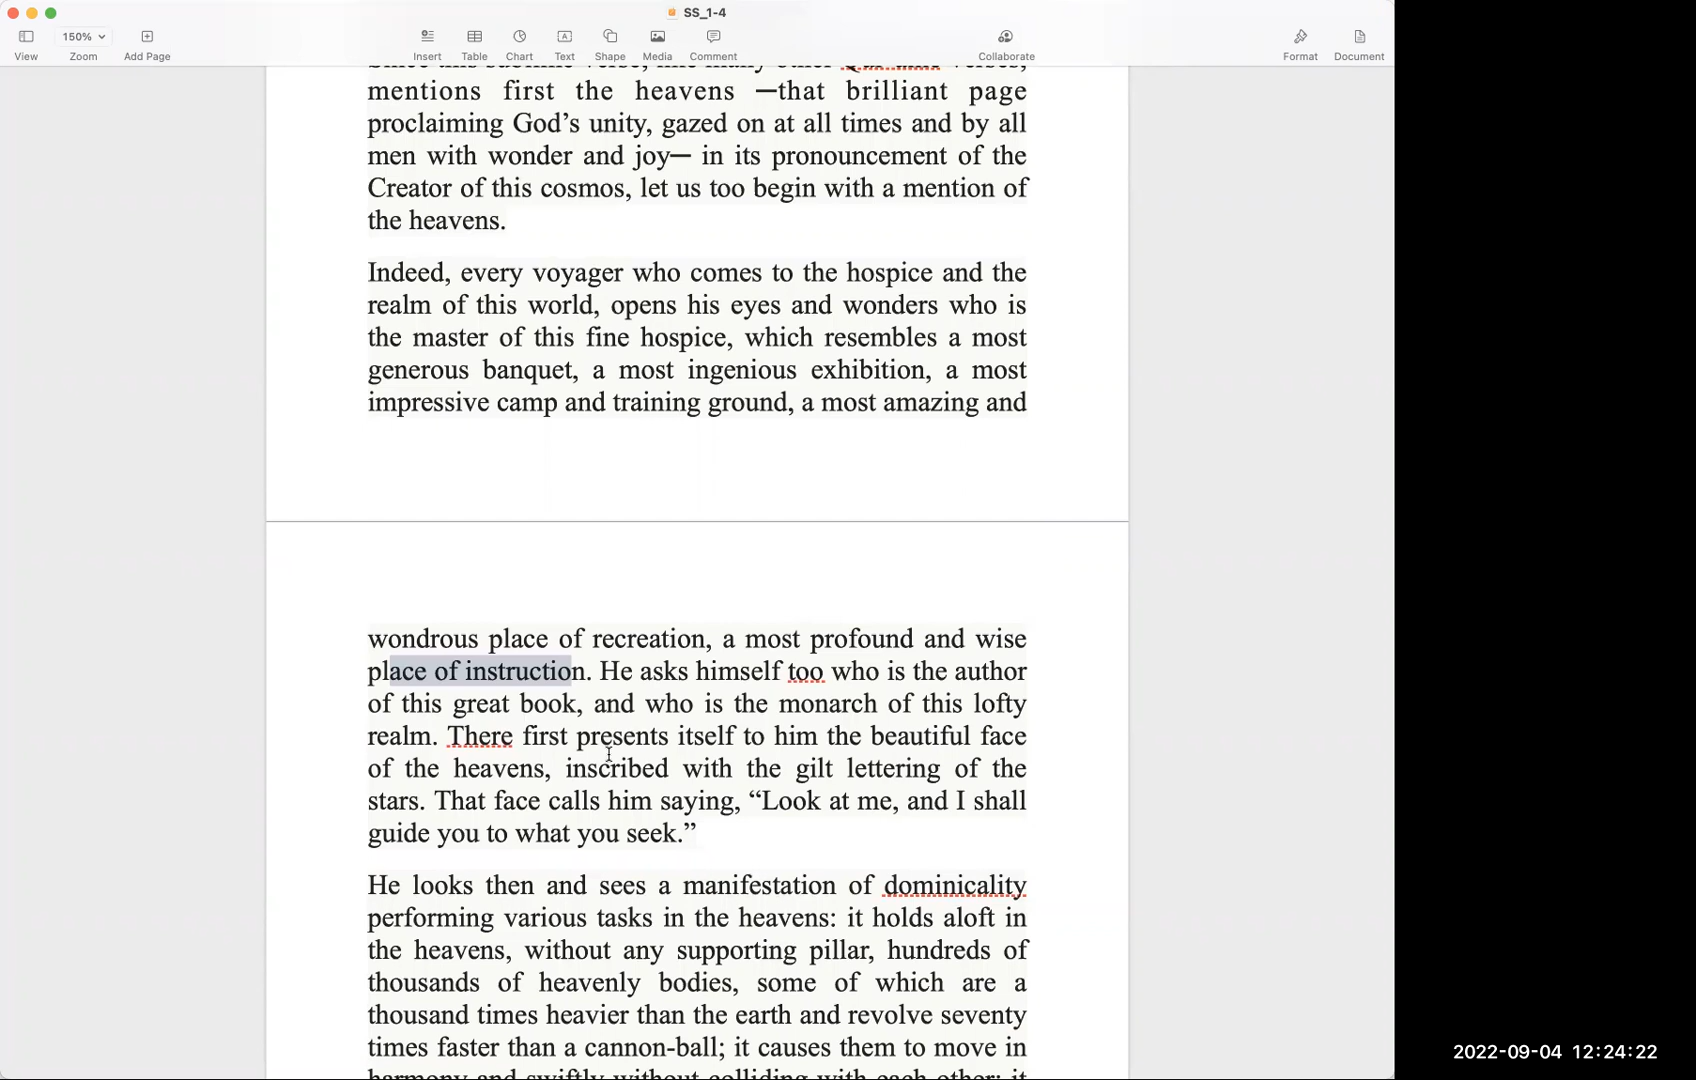 SS_1-4
150%
View
Zoom
Add Page
Insert
Table
Chart
Text
Shape
Media
Comment
Collaborate
Format
Document
mentions first the heavens —that brilliant page
proclaiming God’s unity, gazed on at all times and by all
men with wonder and joy— in its pronouncement of the
Creator of this cosmos, let us too begin with a mention of
the heavens.
Indeed, every voyager who comes to the hospice and the
realm of this world, opens his eyes and wonders who is
the master of this fine hospice, which resembles a most
generous banquet, a most ingenious exhibition, a most
impressive camp and training ground, a most amazing and
wondrous place of recreation, a most profound and wise
place of instruction. He asks himself too who is the author
of this great book, and who is the monarch of this lofty
realm. There first presents itself to him the beautiful face
of the heavens, inscribed with the gilt lettering of the
stars. That face calls him saying, “Look at me, and I shall
guide you to what you seek.”
He looks then and sees a manifestation of dominicality
performing various tasks in the heavens: it holds aloft in
the heavens, without any supporting pillar, hundreds of
thousands of heavenly bodies, some of which are a
thousand times heavier than the earth and revolve seventy
times faster than a cannon-ball; it causes them to move in
harmony and swiftly without colliding with each other; it
2022-09-04 12:24:22